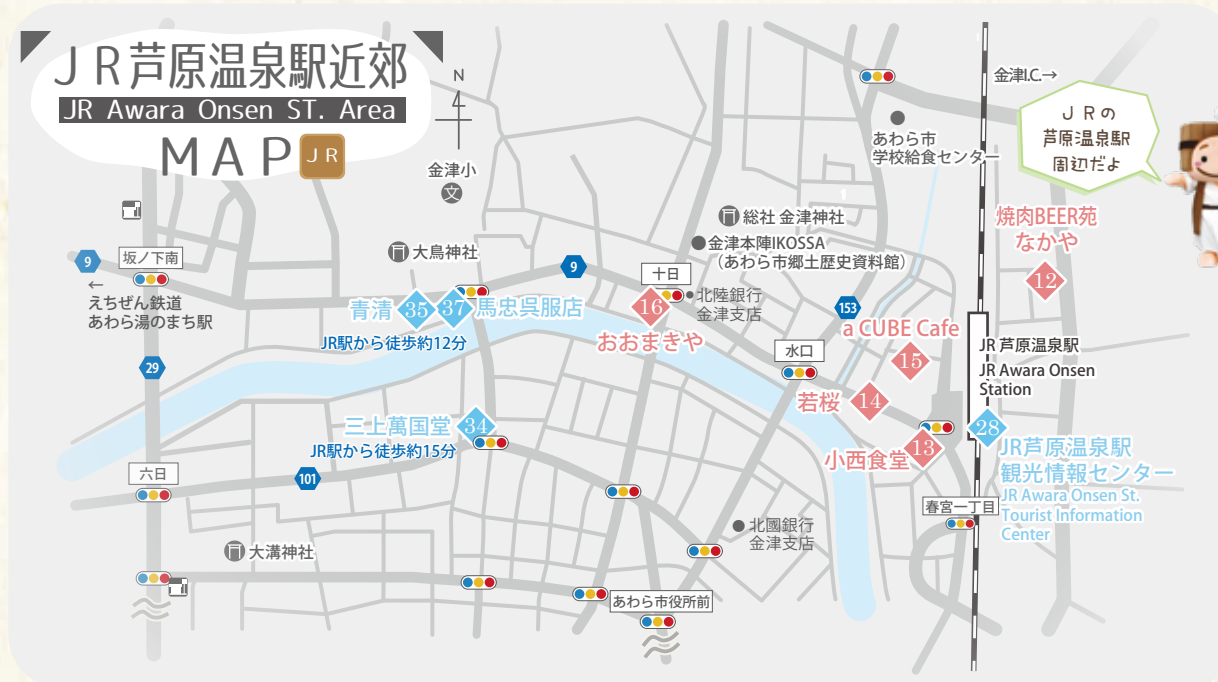 JR芦原温泉駅近郊
JR Awara Onsen ST. Area
MAP JR
N
金津小
文
金津I.C.→
JRの
芦原温泉駅
周辺だよ
あわら市
学校給食センター
焼肉BEER苑
なかや
12
総社 金津神社
金津本陣IKOSSA
（あわら市郷土歴史資料館）
大鳥神社
坂ノ下南
9
←
えちぜん鉄道
あわら湯のまち駅
9
十日
北陸銀行
金津支店
16
おおまきや
青清
35
37
馬忠呉服店
JR駅から徒歩約12分
153
a CUBE Cafe
15
水口
若桜
14
小西食堂
13
JR 芦原温泉駅
JR Awara Onsen
Station
28
JR芦原温泉駅
観光情報センター
JR Awara Onsen St.
Tourist Information
Center
29
三上萬国堂
34
JR駅から徒歩約15分
六日
101
春宮一丁目
北國銀行
金津支店
大溝神社
あわら市役所前